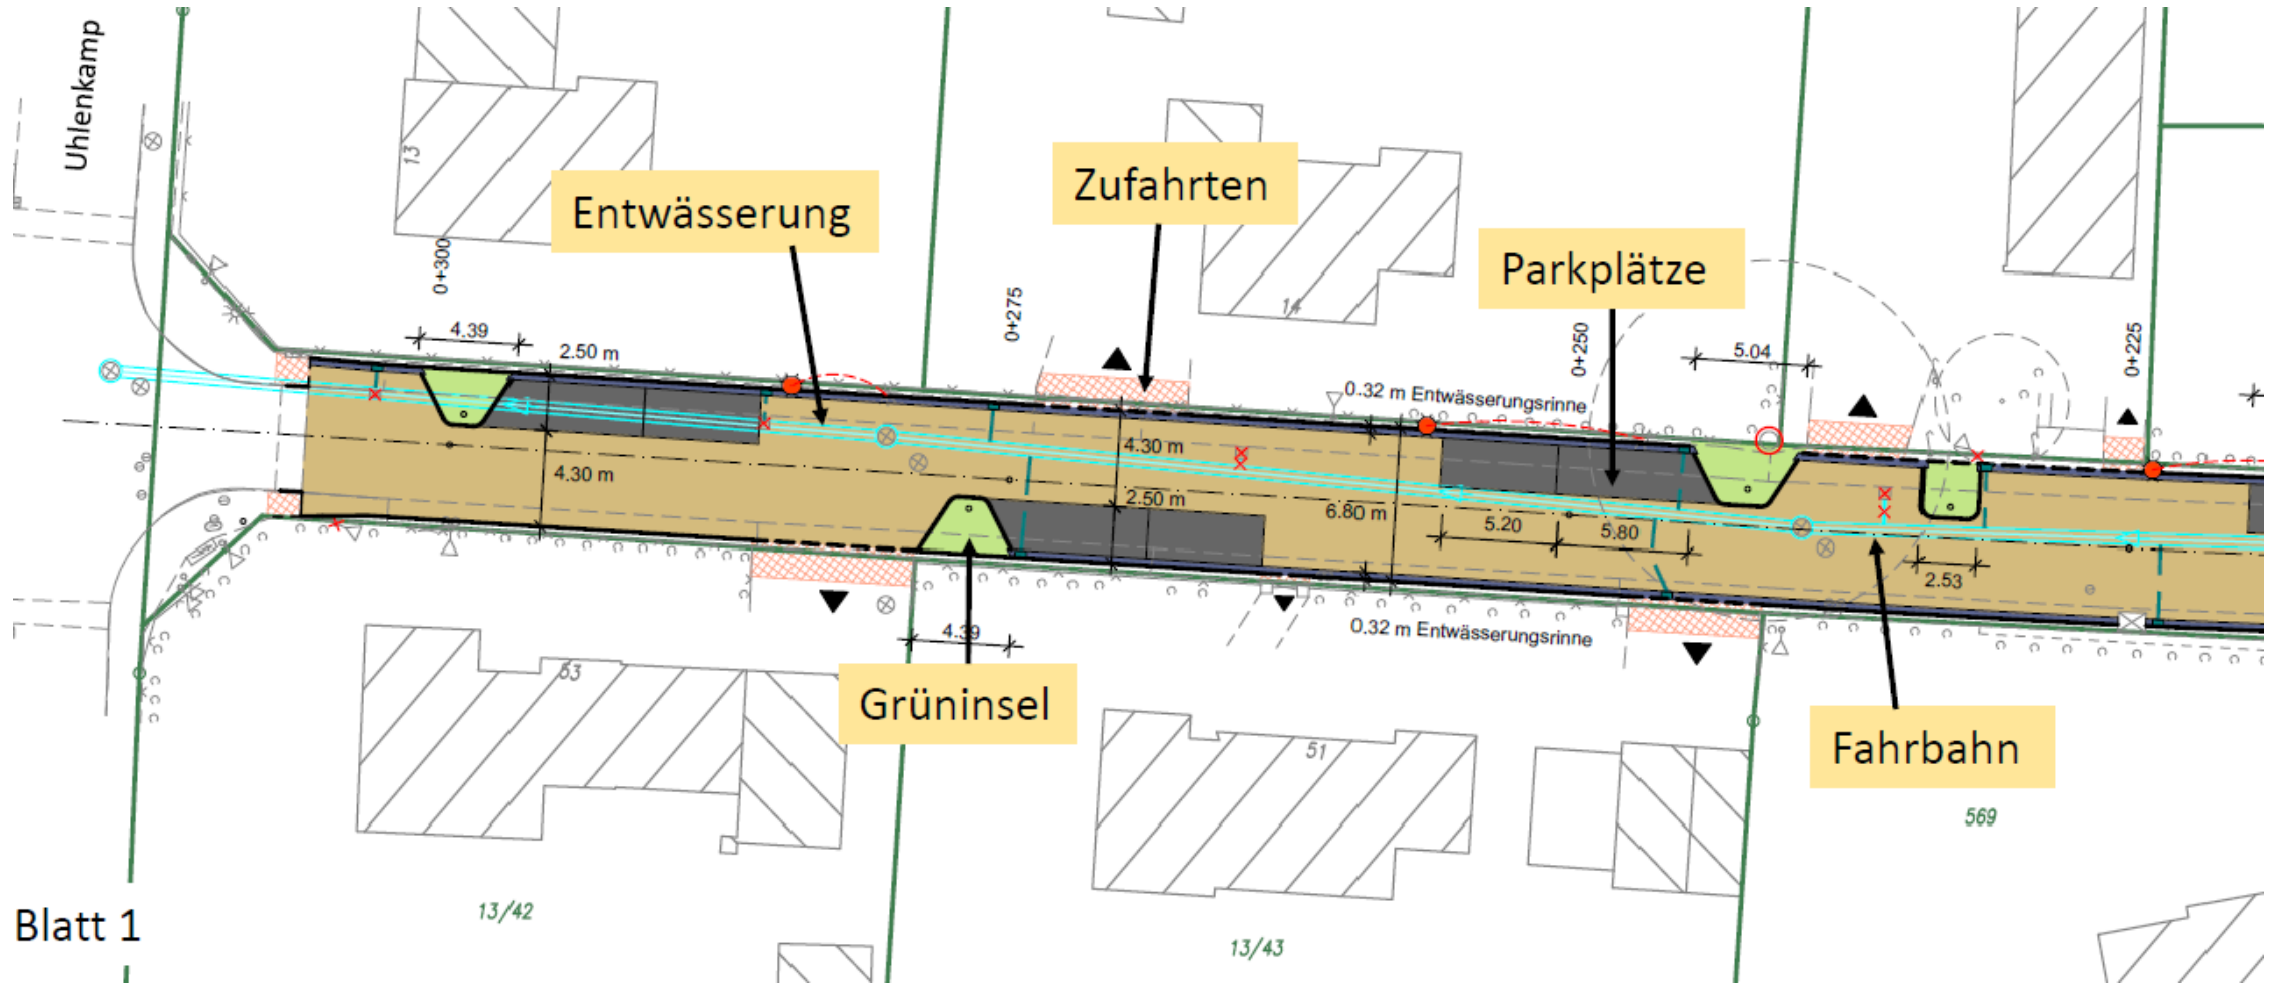 Uhlenkamp
13
Entwässerung
Zufahrten
Parkplätze
14
0+300
0+275
0+250
0+225
4.39
2.50 m
5.04
0.32 m Entwässerungsrinne
4.30 m
4.30 m
2.50 m
6.80 m
5.20
5.80
2.53
4.39
0.32 m Entwässerungsrinne
53
Grüninsel
51
Fahrbahn
569
13/42
13/43
Blatt 1